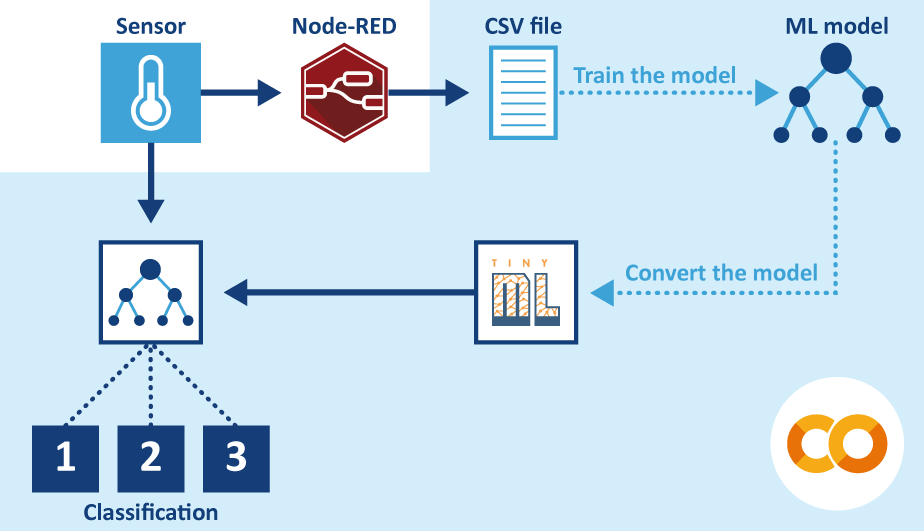 Sensor
Node-RED
CSV file
ML model
Train the model
Convert the model
TINY
mL
1
2
3
Classification